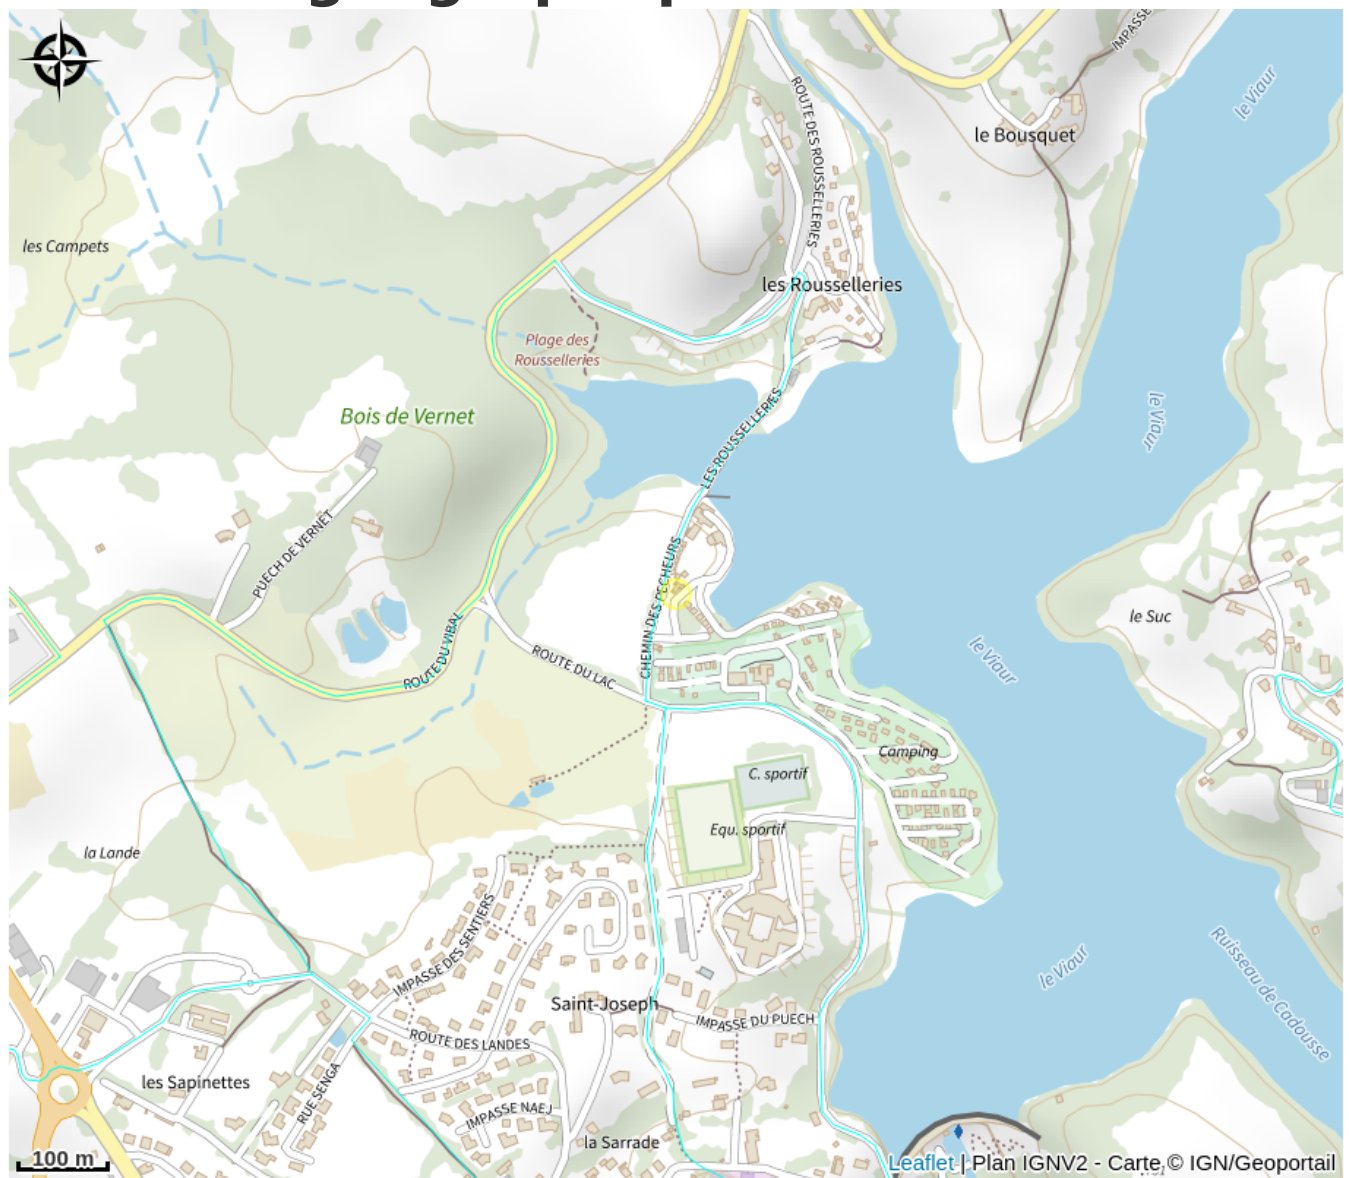 IMPASSE
le Viaur
ROUTE DES ROUSSELLERIES
le Bousquet
les Campets
les Rousselleries
Plage des
Rousselleries
le Viaur
Bois de Vernet
LES ROUSSELLERIES
PUECH DE VERNET
CHEMIN DES PECHEURS
le Suc
ROUTE DU VIBAL
ROUTE DU LAC
le Viaur
Camping
C. sportif
Equ. sportif
la Lande
IMPASSE DES SENTIERS
le Viaur
Ruisseau de Cadousse
Saint-Joseph
IMPASSE DU PUECH
ROUTE DES LANDES
les Sapinettes
RUE SENGA
IMPASSE NAEJ
la Sarrade
100 m
Leaflet | Plan IGNV2 - Carte © IGN/Geoportail